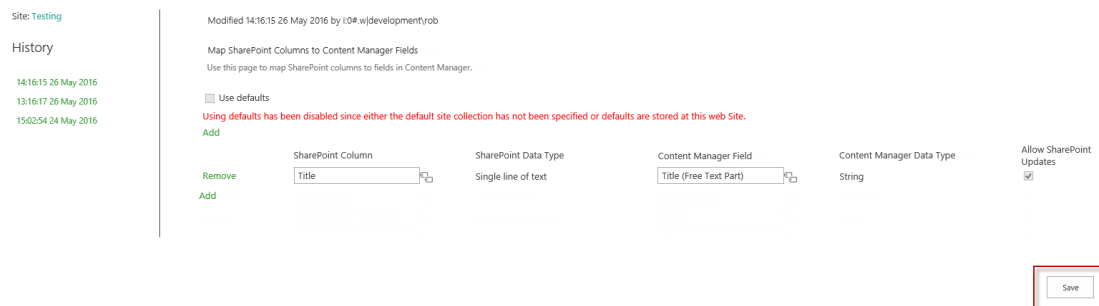 Site: Testing
History
14:16:15 26 May 2016
13:16:17 26 May 2016
15:02:54 24 May 2016
Modified 14:16:15 26 May 2016 by i:0#.w|development\rob
Map SharePoint Columns to Content Manager Fields
Use this page to map SharePoint columns to fields in Content Manager.
Use defaults
Using defaults has been disabled since either the default site collection has not been specified or defaults are stored at this web Site.
Add
SharePoint Column SharePoint Data Type Content Manager Field Content Manager Data Type Allow SharePoint
Updates
Remove Title Single line of text Title (Free Text Part) String
Add
Save